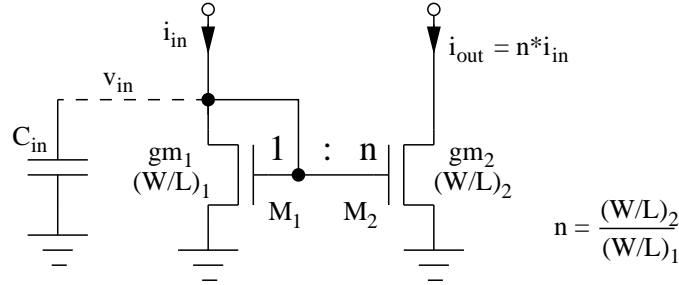 i_in
i_out = n*i_in
v_in
C_in
gm_1
1 : n
gm_2
(W/L)_1
(W/L)_2
M_1
M_2
n = (W/L)_2
(W/L)_1